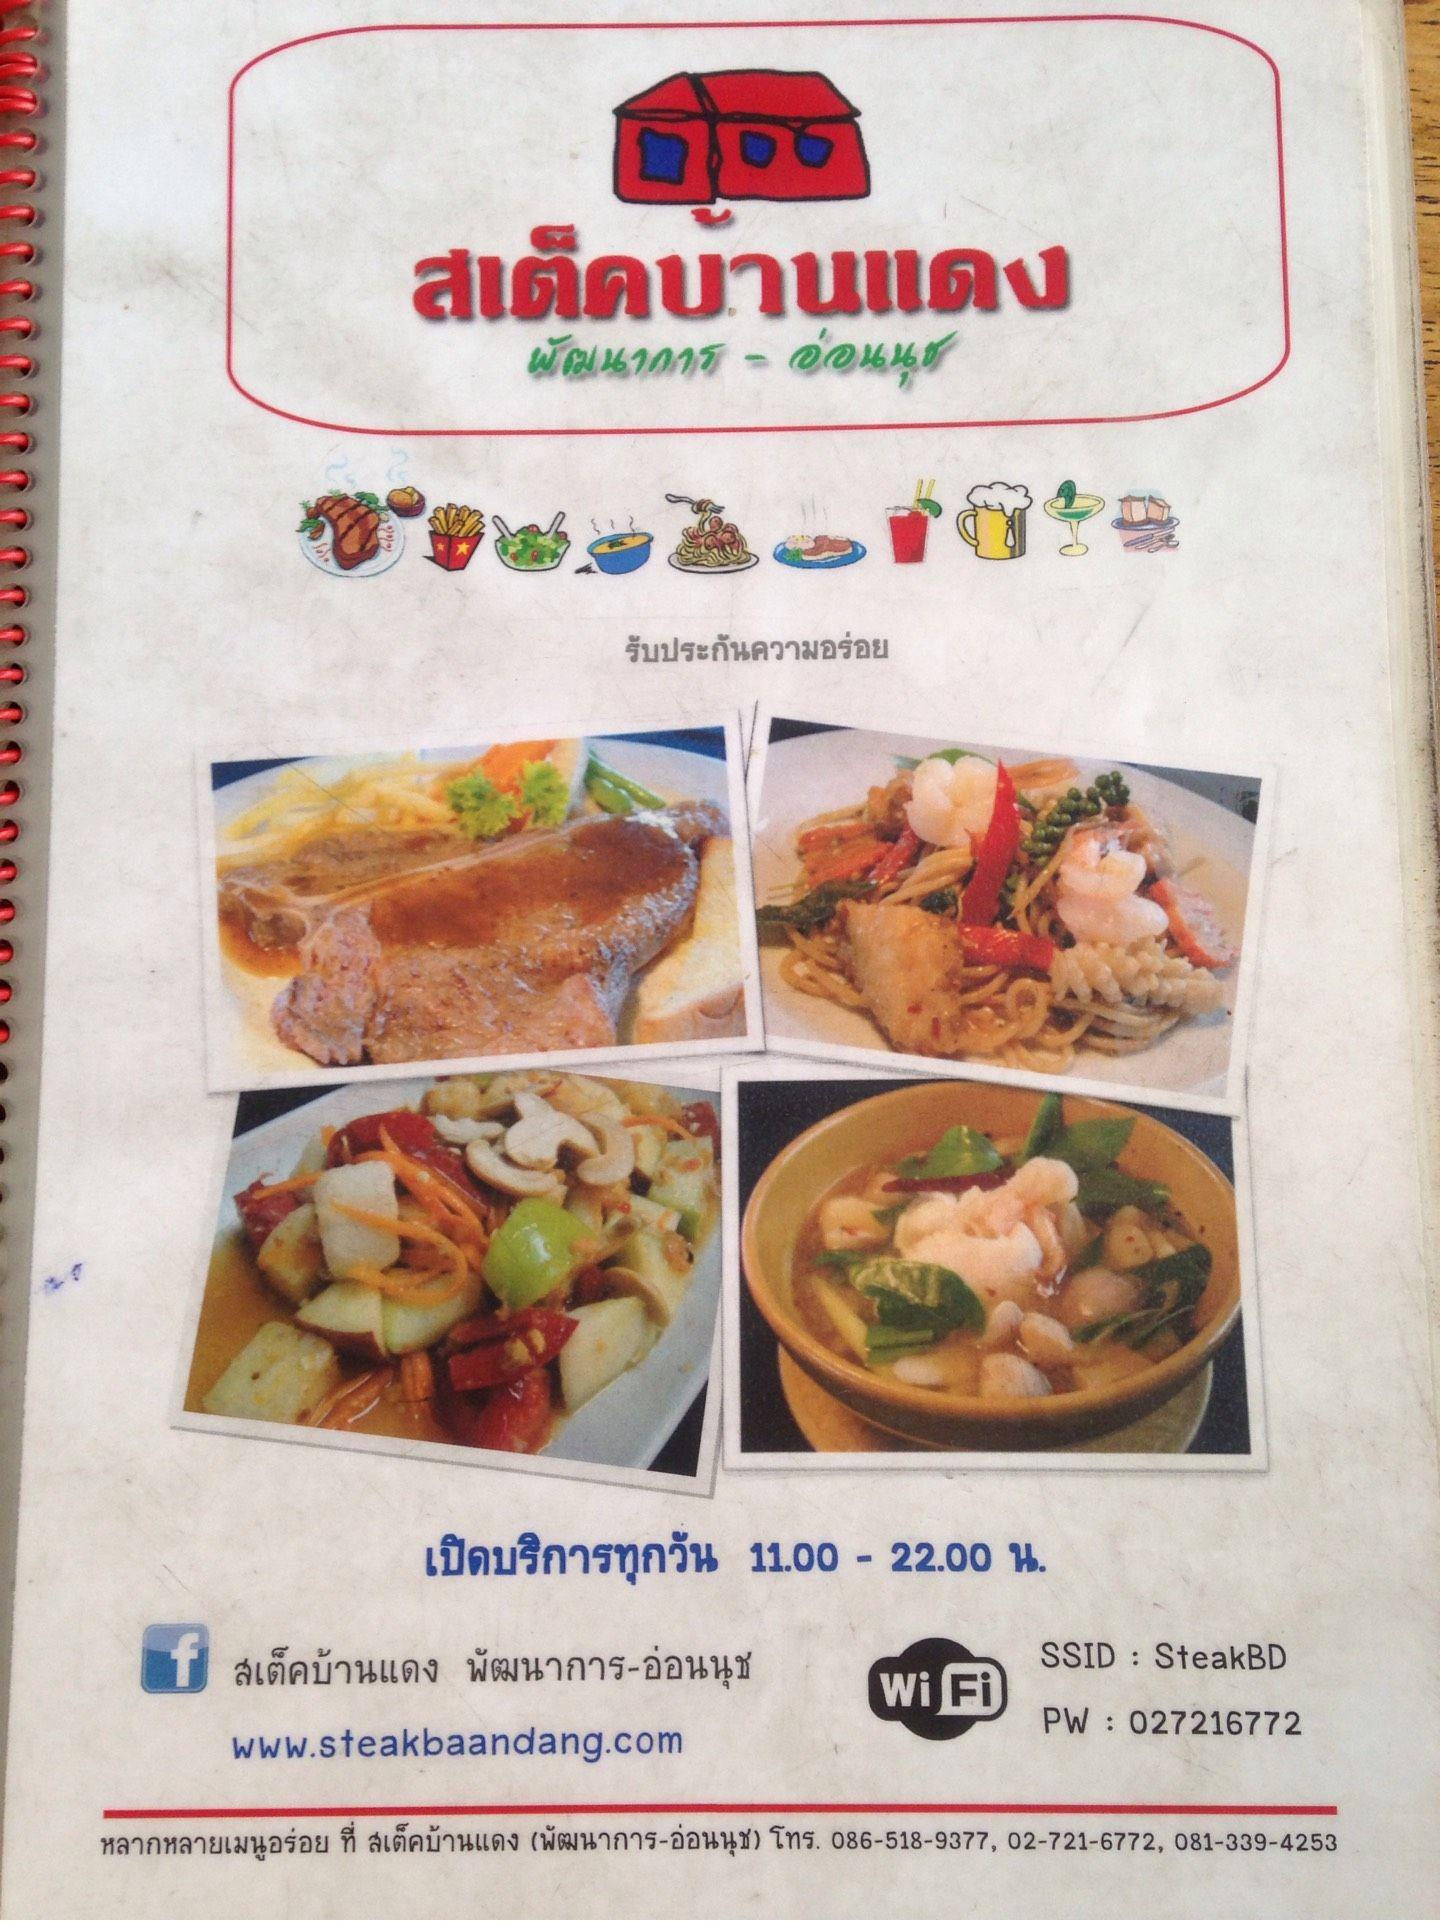 สเต็คบ้านแดง
พัฒนาการ - อ่อนนุช
รับประกันความอร่อย
เปิดบริการทุกวัน 11.00 - 22.00 น.
สเต็คบ้านแดง พัฒนาการ-อ่อนนุช
www.steakbaandang.com
WiFi
SSID : SteakBD
PW : 027216772
หลากหลายเมนูอร่อย ที่ สเต็คบ้านแดง (พัฒนาการ-อ่อนนุช) โทร. 086-518-9377, 02-721-6772, 081-339-4253